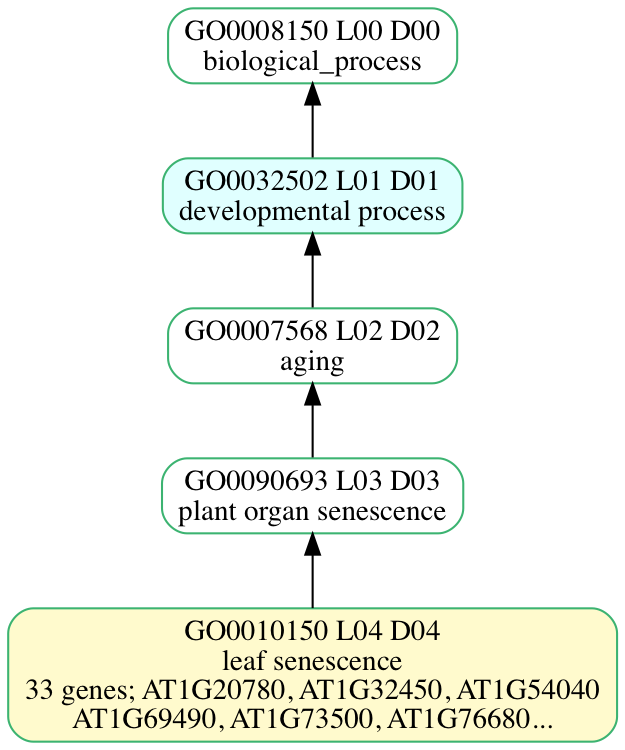 GO0008150 L00 D00
biological_process
GO0032502 L01 D01
developmental process
GO0007568 L02 D02
aging
GO0090693 L03 D03
plant organ senescence
GO0010150 L04 D04
leaf senescence
33 genes; AT1G20780, AT1G32450, AT1G54040
AT1G69490, AT1G73500, AT1G76680...